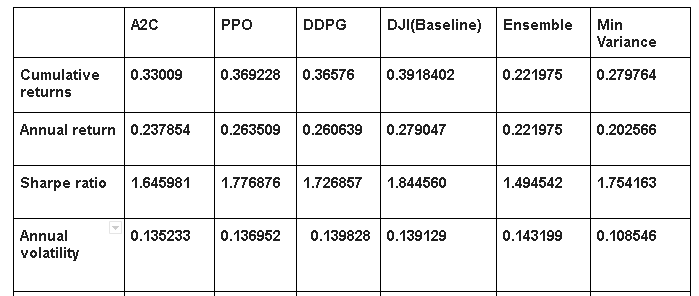 A2C PPO DDPG DJI(Baseline) Ensemble Min Variance
Cumulative returns 0.33009 0.369228 0.36576 0.3918402 0.221975 0.279764
Annual return 0.237854 0.263509 0.260639 0.279047 0.221975 0.202566
Sharpe ratio 1.645981 1.776876 1.726857 1.844560 1.494542 1.754163
Annual volatility 0.135233 0.136952 0.139828 0.139129 0.143199 0.108546